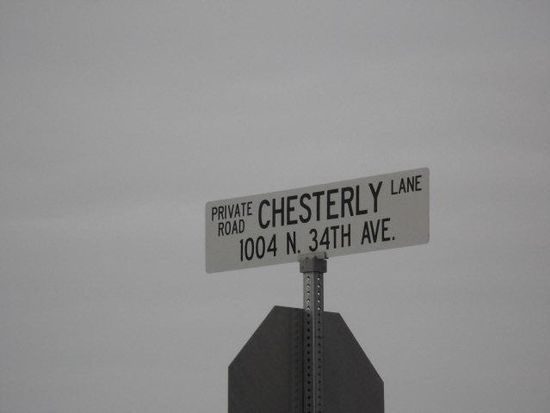 PRIVATE ROAD CHESTERLY LANE
1004 N. 34TH AVE.